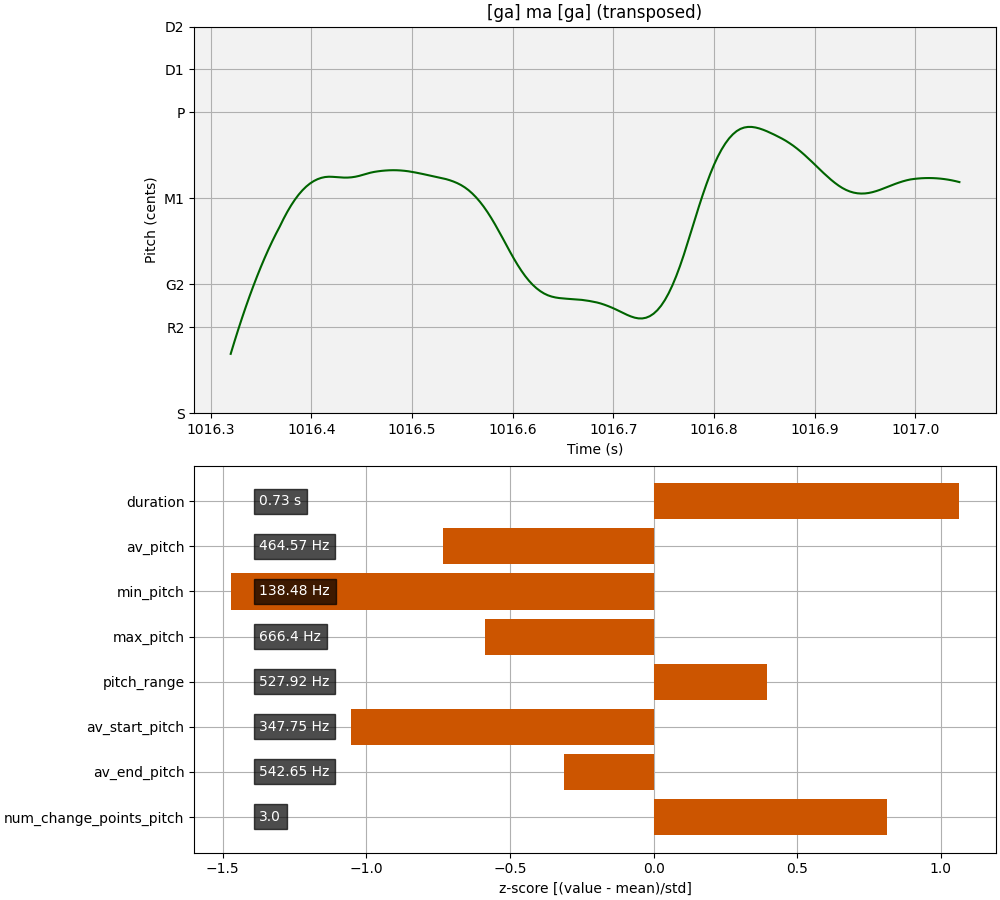 [ga] ma [ga] (transposed)
D2
D1
P
M1
G2
R2
S
Pitch (cents)
1016.3 1016.4 1016.5 1016.6 1016.7 1016.8 1016.9 1017.0
Time (s)
duration 0.73 s
av_pitch 464.57 Hz
min_pitch 138.48 Hz
max_pitch 666.4 Hz
pitch_range 527.92 Hz
av_start_pitch 347.75 Hz
av_end_pitch 542.65 Hz
num_change_points_pitch 3.0
−1.5 −1.0 −0.5 0.0 0.5 1.0
z-score [(value - mean)/std]